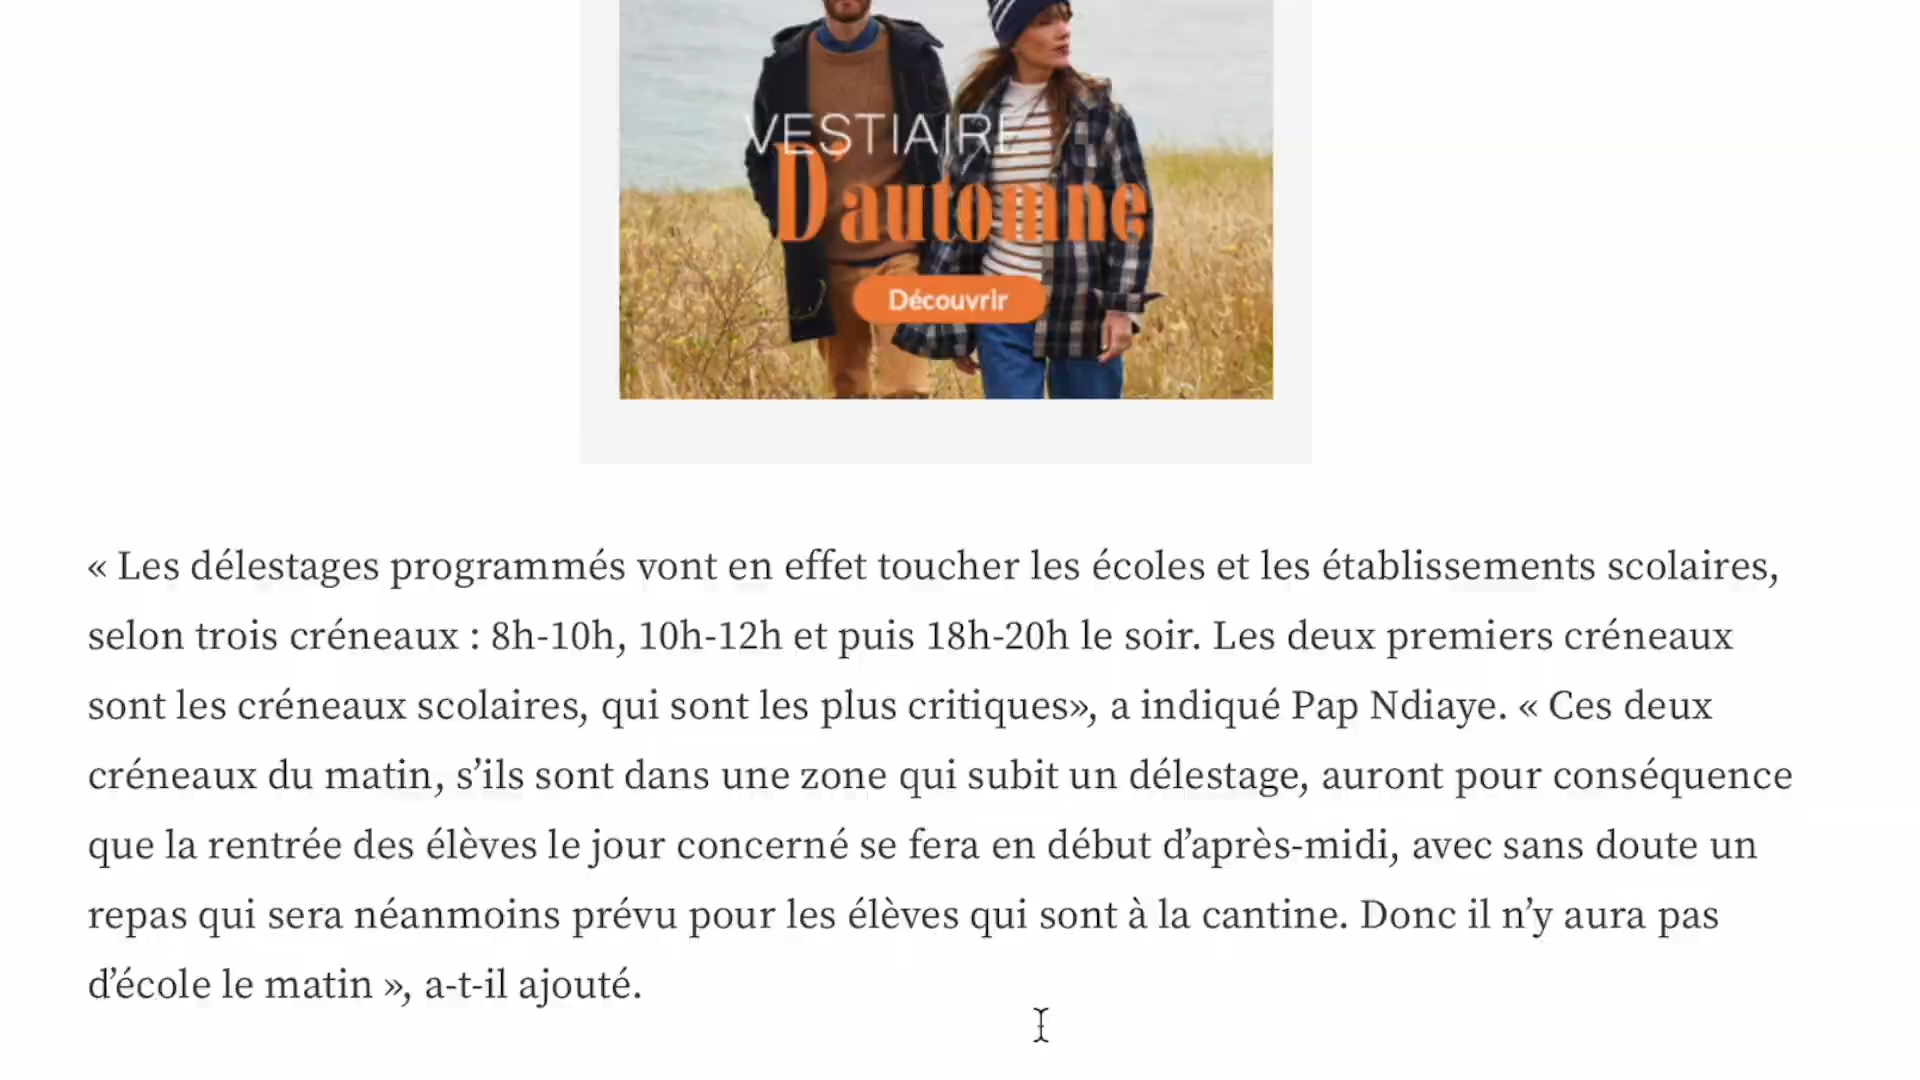 VESTIAIRE
D'automne
Découvrir
« Les délestages programmés vont en effet toucher les écoles et les établissements scolaires,
selon trois créneaux : 8h-10h, 10h-12h et puis 18h-20h le soir. Les deux premiers créneaux
sont les créneaux scolaires, qui sont les plus critiques», a indiqué Pap Ndiaye. « Ces deux
créneaux du matin, s’ils sont dans une zone qui subit un délestage, auront pour conséquence
que la rentrée des élèves le jour concerné se fera en début d’après-midi, avec sans doute un
repas qui sera néanmoins prévu pour les élèves qui sont à la cantine. Donc il n’y aura pas
d’école le matin », a-t-il ajouté.